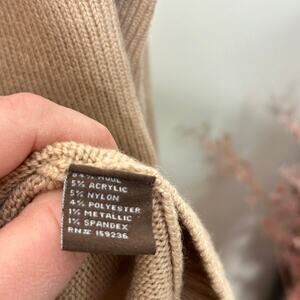 84% WOOL
5% ACRYLIC
5% NYLON
4% POLYESTER
1% METALLIC
1% SPANDEX
RN# 159236